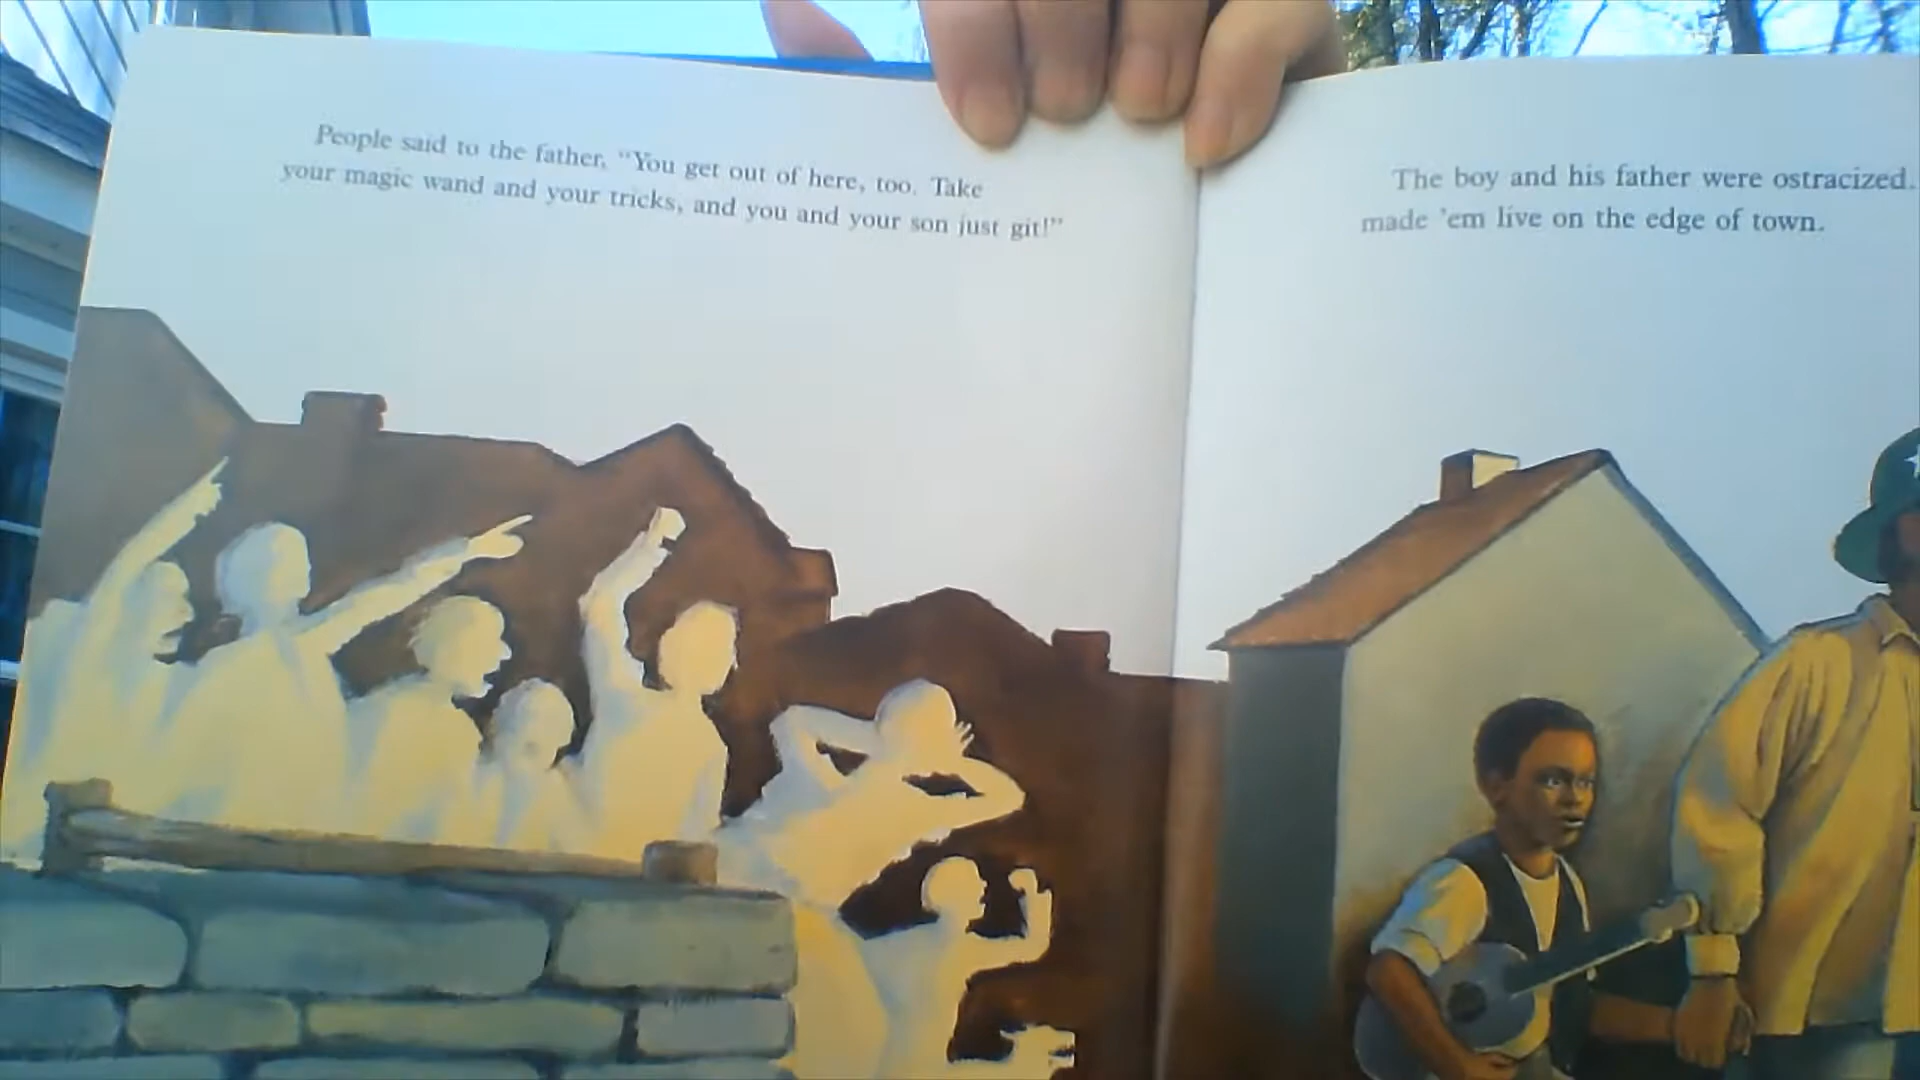 People said to the father, “You get out of here, too. Take
your magic wand and your tricks, and you and your son just git!”
The boy and his father were ostracized.
made ’em live on the edge of town.